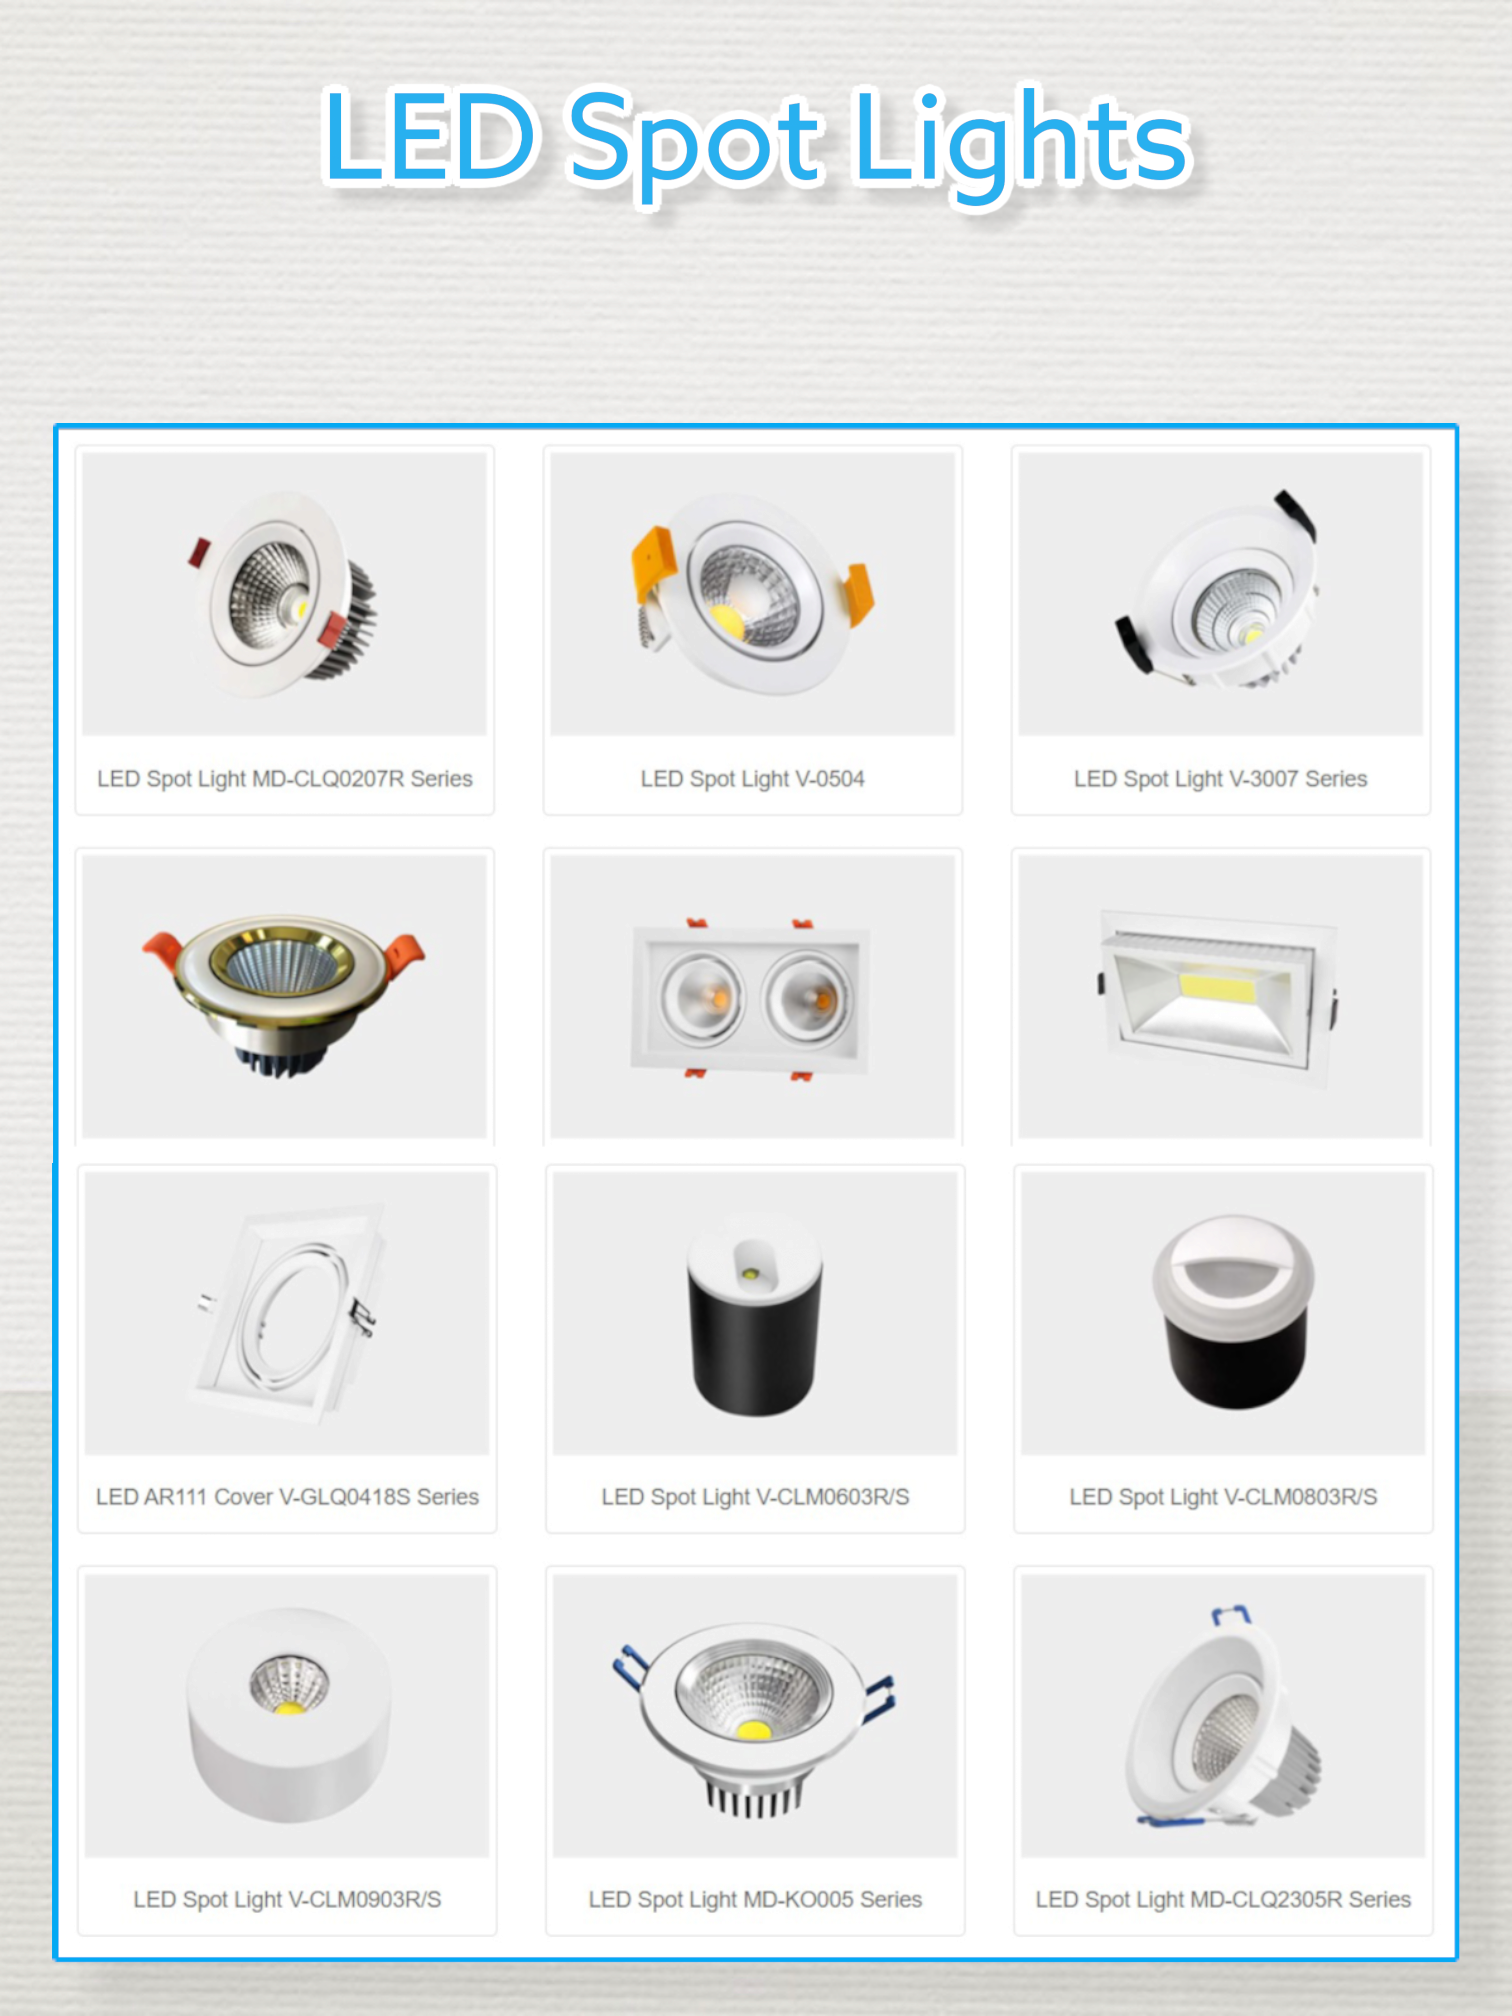 LED Spot Lights
LED Spot Light MD-CLQ0207R Series
LED Spot Light V-0504
LED Spot Light V-3007 Series
LED AR111 Cover V-GLQ0418S Series
LED Spot Light V-CLM0603R/S
LED Spot Light V-CLM0803R/S
LED Spot Light V-CLM0903R/S
LED Spot Light MD-KO005 Series
LED Spot Light MD-CLQ2305R Series